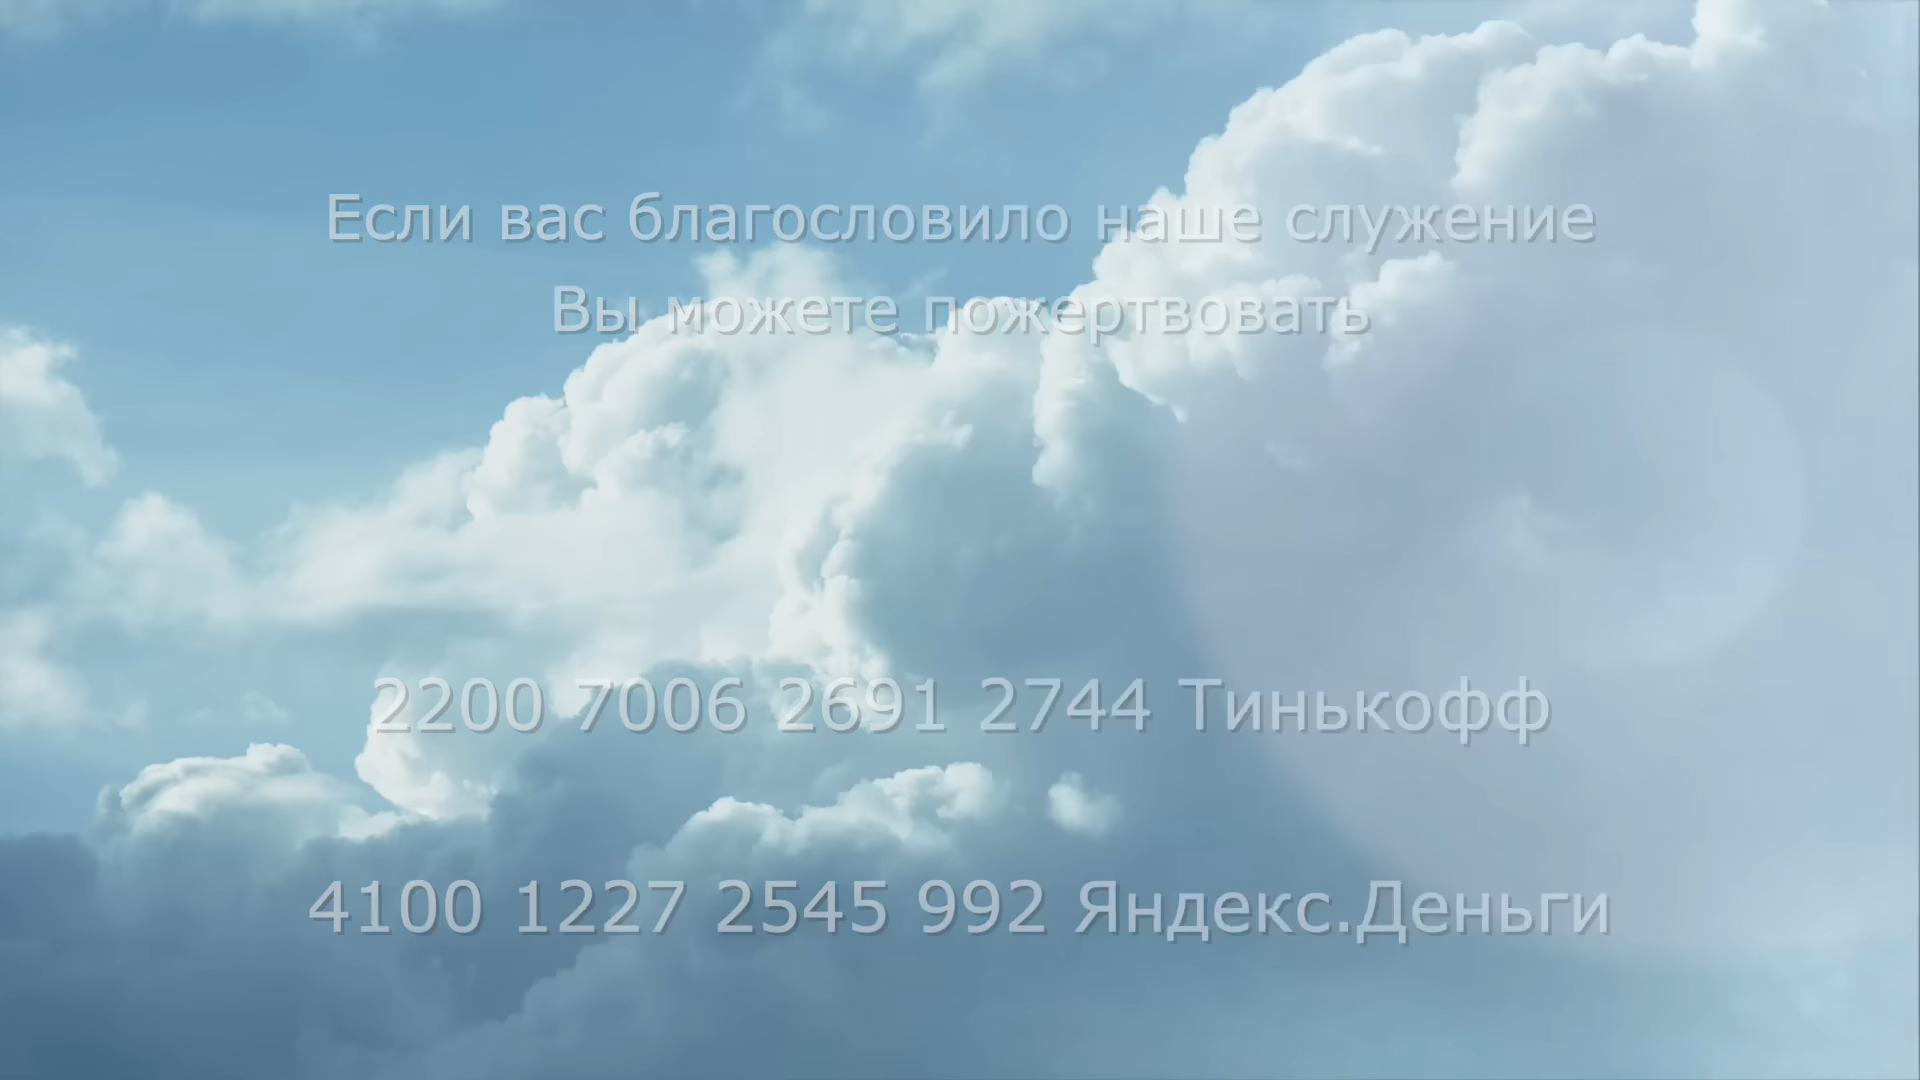 Если вас благословило наше служение
Вы можете пожертвовать
2200 7006 2691 2744 Тинькофф
4100 1227 2545 992 Яндекс.Деньги